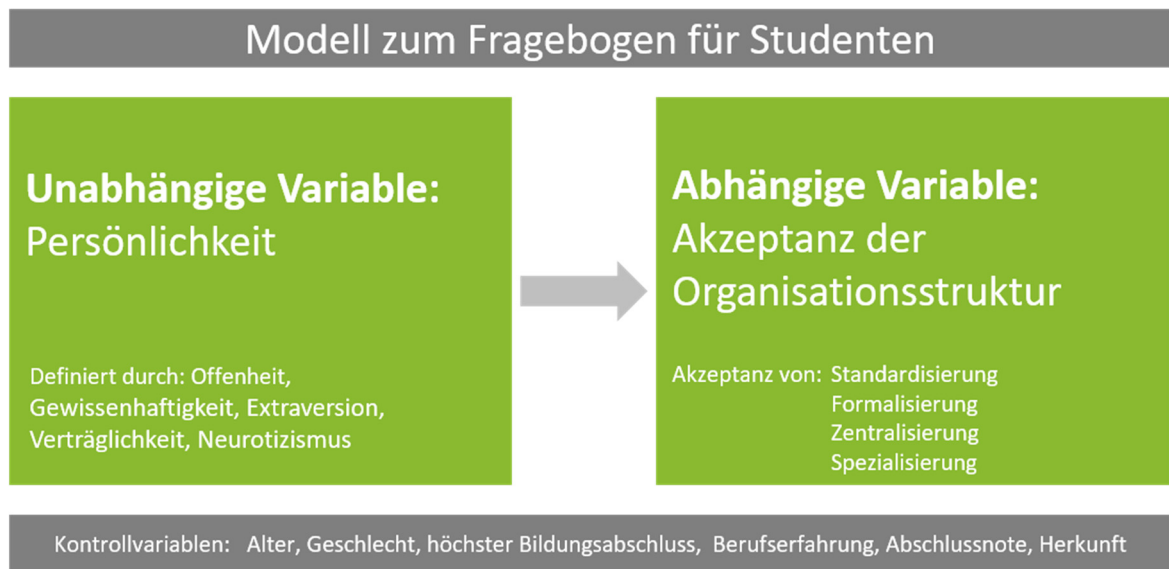 Modell zum Fragebogen für Studenten
Unabhängige Variable:
Persönlichkeit
Definiert durch: Offenheit,
Gewissenhaftigkeit, Extraversion,
Verträglichkeit, Neurotizismus
Abhängige Variable:
Akzeptanz der
Organisationsstruktur
Akzeptanz von: Standardisierung
Formalisierung
Zentralisierung
Spezialisierung
Kontrollvariablen: Alter, Geschlecht, höchster Bildungsabschluss, Berufserfahrung, Abschlussnote, Herkunft